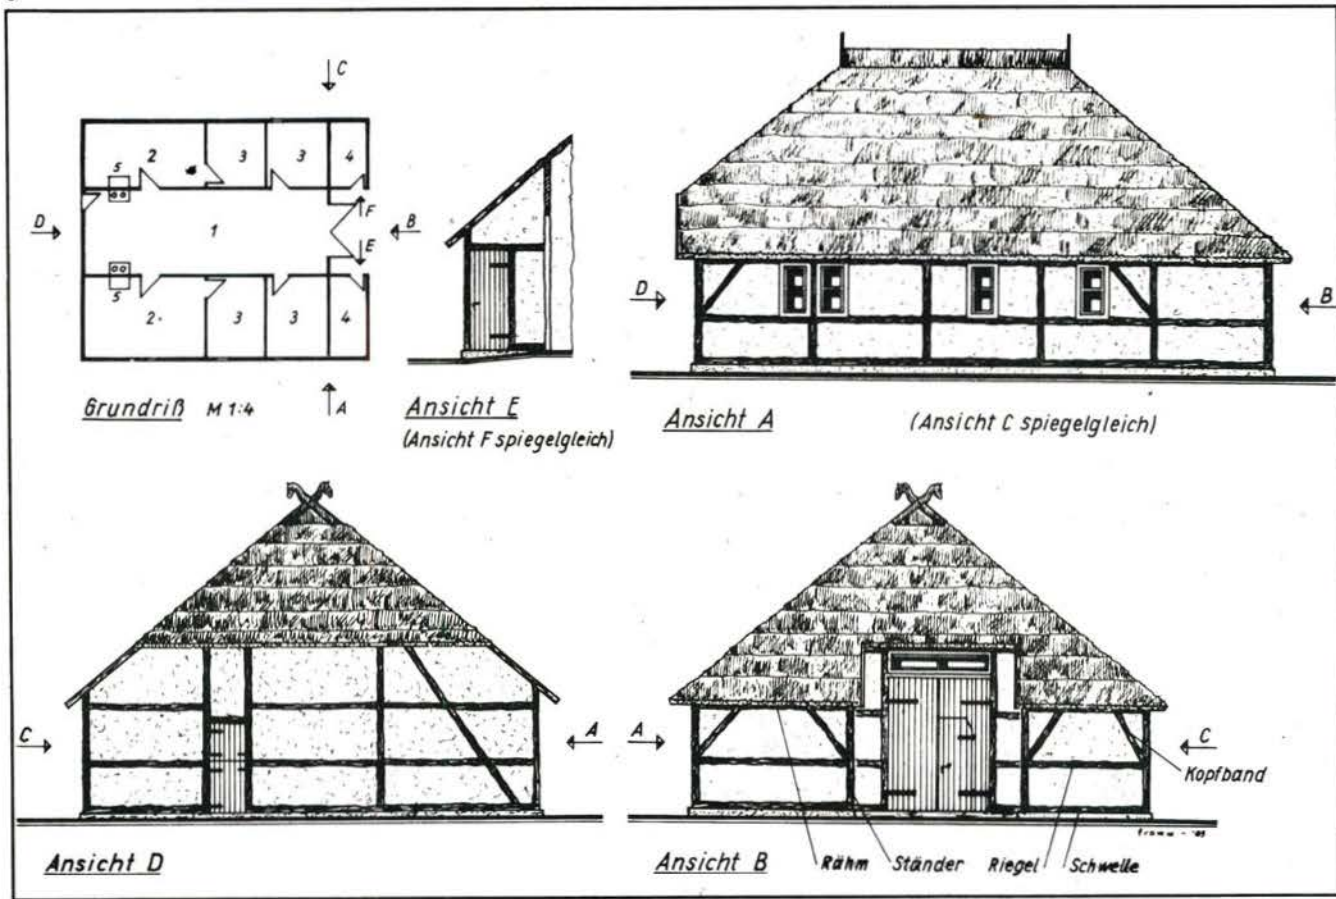 C
2
3
3
4
5
F
D
1
B
E
5
2
3
3
4
Grundriß M 1:4
A
Ansicht E
(Ansicht F spiegelgleich)
D
B
Ansicht A
(Ansicht C spiegelgleich)
C
A
Ansicht D
A
C
Kopfband
Ansicht B
Rähm
Ständer
Riegel
Schwelle